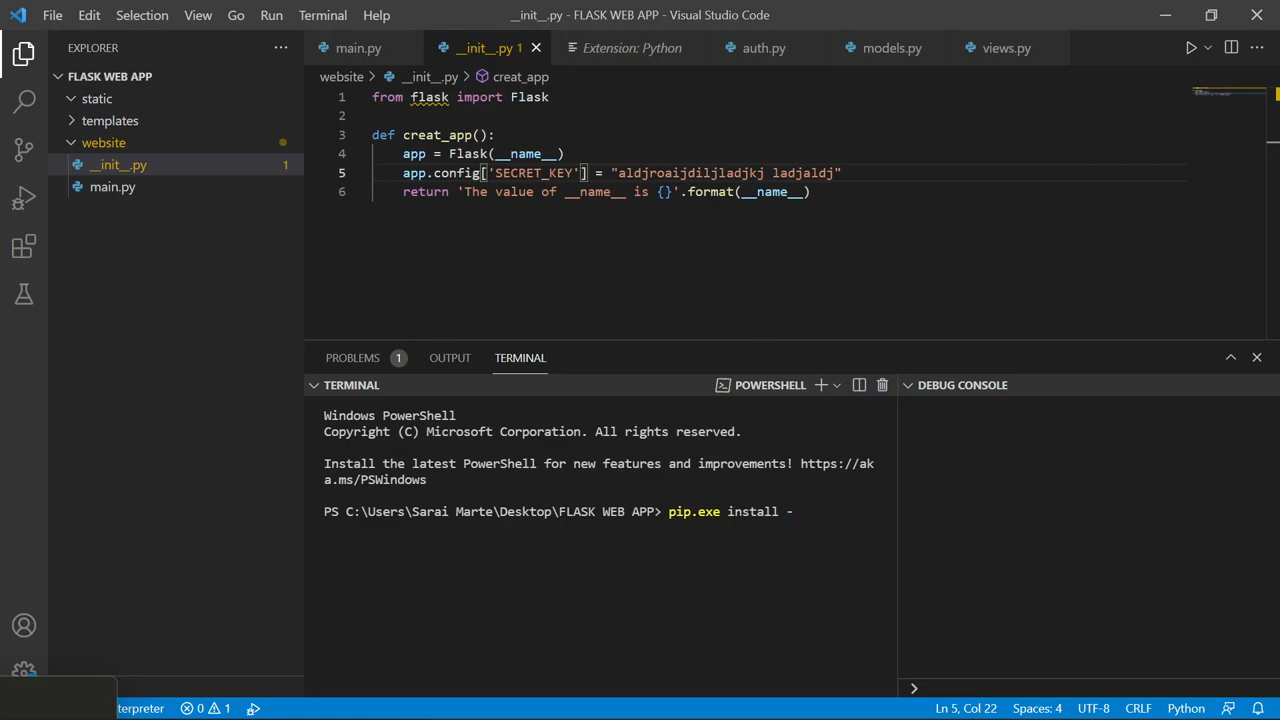 File Edit Selection View Go Run Terminal Help __init__.py - FLASK WEB APP - Visual Studio Code
EXPLORER
FLASK WEB APP
static
templates
website
__init__.py 1
main.py
main.py __init__.py 1 Extension: Python auth.py models.py views.py
website > __init__.py > creat_app
1 from flask import Flask
2
3 def creat_app():
4 app = Flask(__name__)
5 app.config['SECRET_KEY'] = "aldjroaijdiljladjkj ladjaldj"
6 return 'The value of __name__ is {}'.format(__name__)
PROBLEMS 1 OUTPUT TERMINAL
TERMINAL POWERSHELL DEBUG CONSOLE
Windows PowerShell
Copyright (C) Microsoft Corporation. All rights reserved.
Install the latest PowerShell for new features and improvements! https://ak
a.ms/PSWindows
PS C:\Users\Sarai Marte\Desktop\FLASK WEB APP> pip.exe install -
terpreter 0 1 Ln 5, Col 22 Spaces: 4 UTF-8 CRLF Python